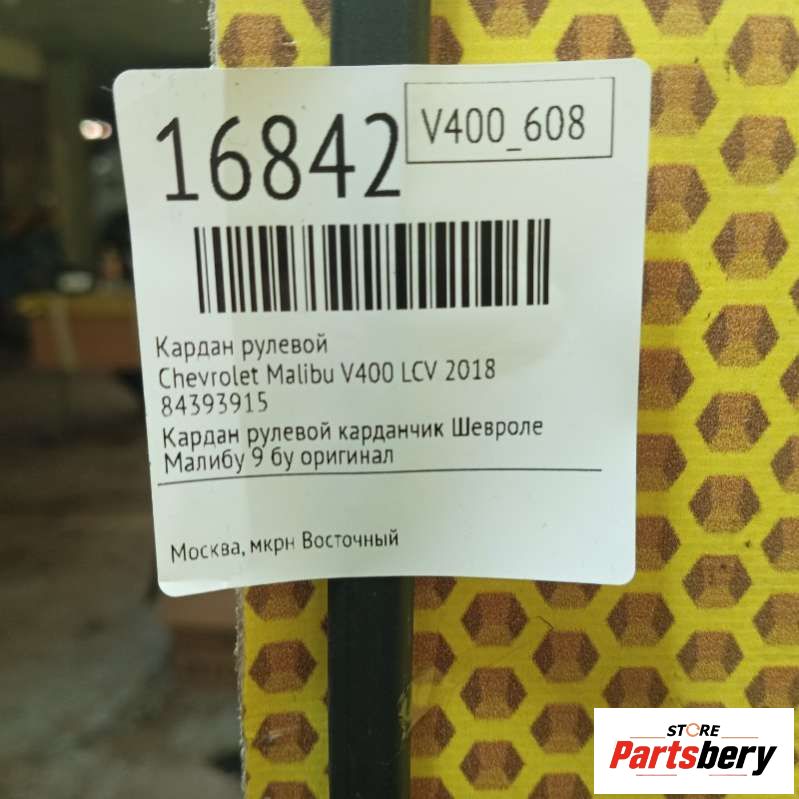 16842
V400_608
Кардан рулевой
Chevrolet Malibu V400 LCV 2018
84393915
Кардан рулевой карданчик Шевроле
Малибу 9 бу оригинал
Москва, мкрн Восточный
STORE
Partsbery